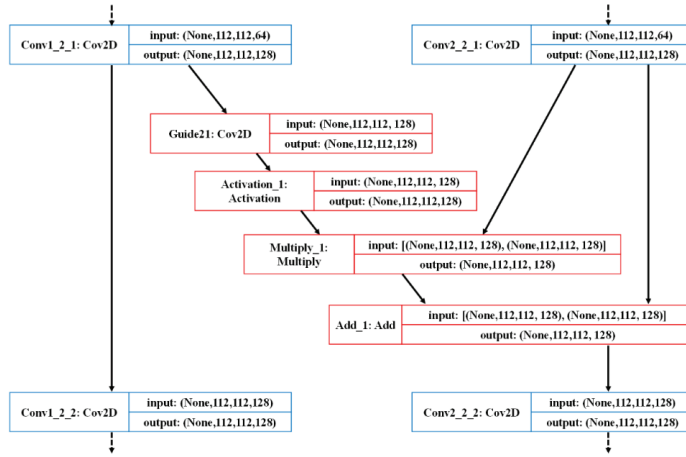 Conv1_2_1: Cov2D
input: (None,112,112,64)
output: (None,112,112,128)
Conv2_2_1: Cov2D
input: (None,112,112,64)
output: (None,112,112,128)
Guide21: Cov2D
input: (None,112,112, 128)
output: (None,112,112,128)
Activation_1:
Activation
input: (None,112,112, 128)
output: (None,112,112,128)
Multiply_1:
Multiply
input: [(None,112,112, 128), (None,112,112, 128)]
output: (None,112,112, 128)
Add_1: Add
input: [(None,112,112, 128), (None,112,112, 128)]
output: (None,112,112, 128)
Conv1_2_2: Cov2D
input: (None,112,112,128)
output: (None,112,112,128)
Conv2_2_2: Cov2D
input: (None,112,112,128)
output: (None,112,112,128)